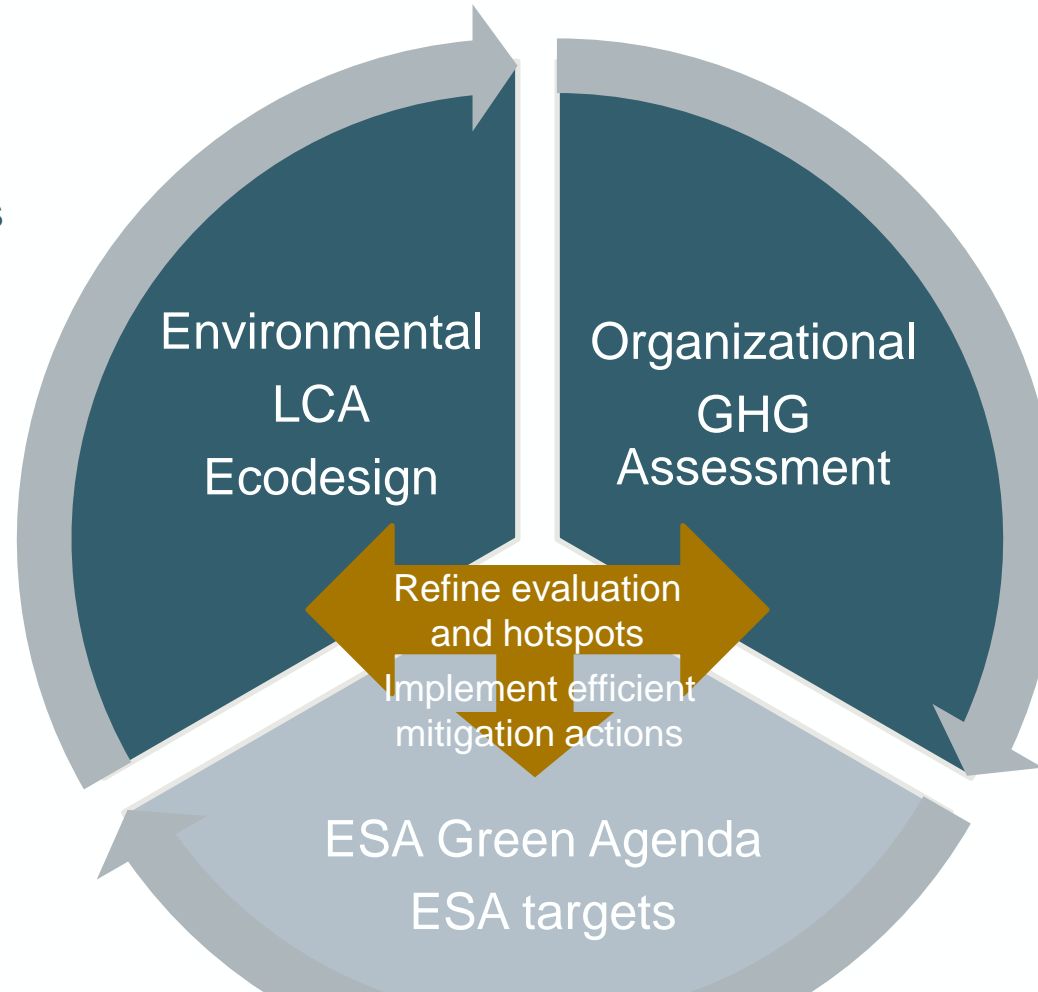 Environmental
LCA
Ecodesign
Organizational
GHG
Assessment
Refine evaluation
and hotspots
Implement efficient
mitigation actions
ESA Green Agenda
ESA targets